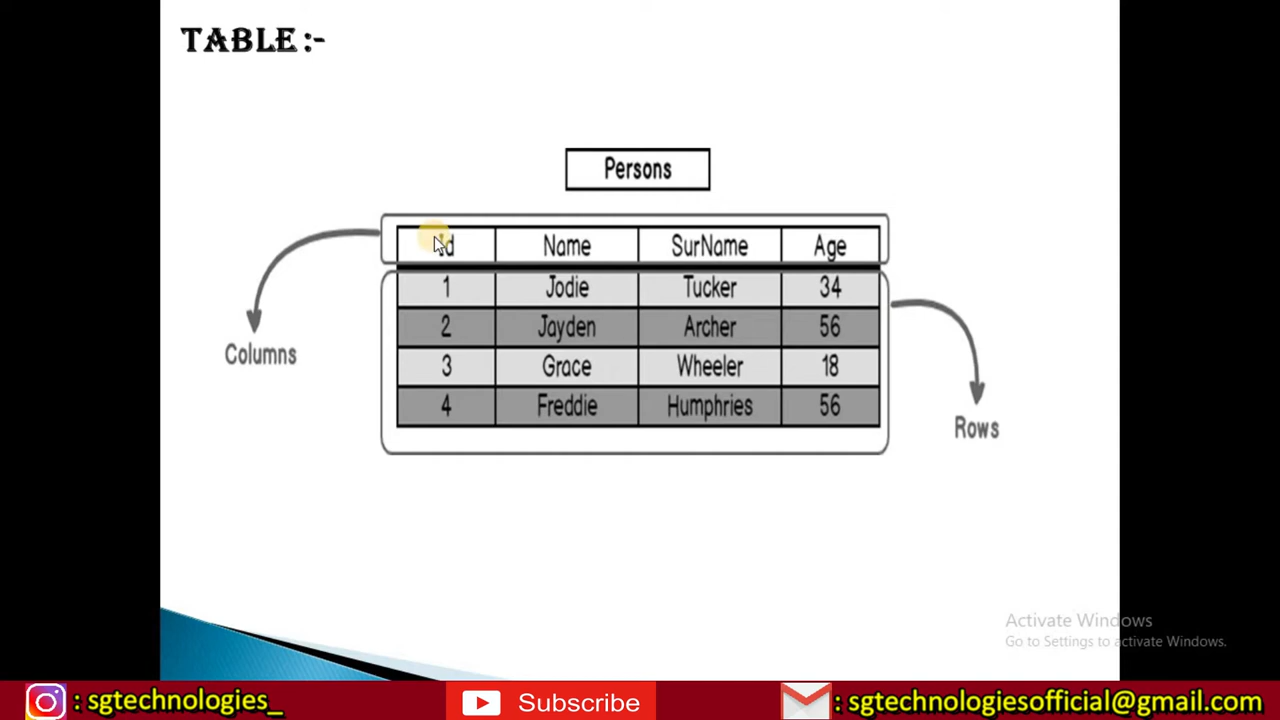 TABLE :-
Persons
Id Name SurName Age
1 Jodie Tucker 34
2 Jayden Archer 56
3 Grace Wheeler 18
4 Freddie Humphries 56
Columns
Rows
Activate Windows
Go to Settings to activate Windows.
: sgtechnologies_ Subscribe : sgtechnologiesofficial@gmail.com